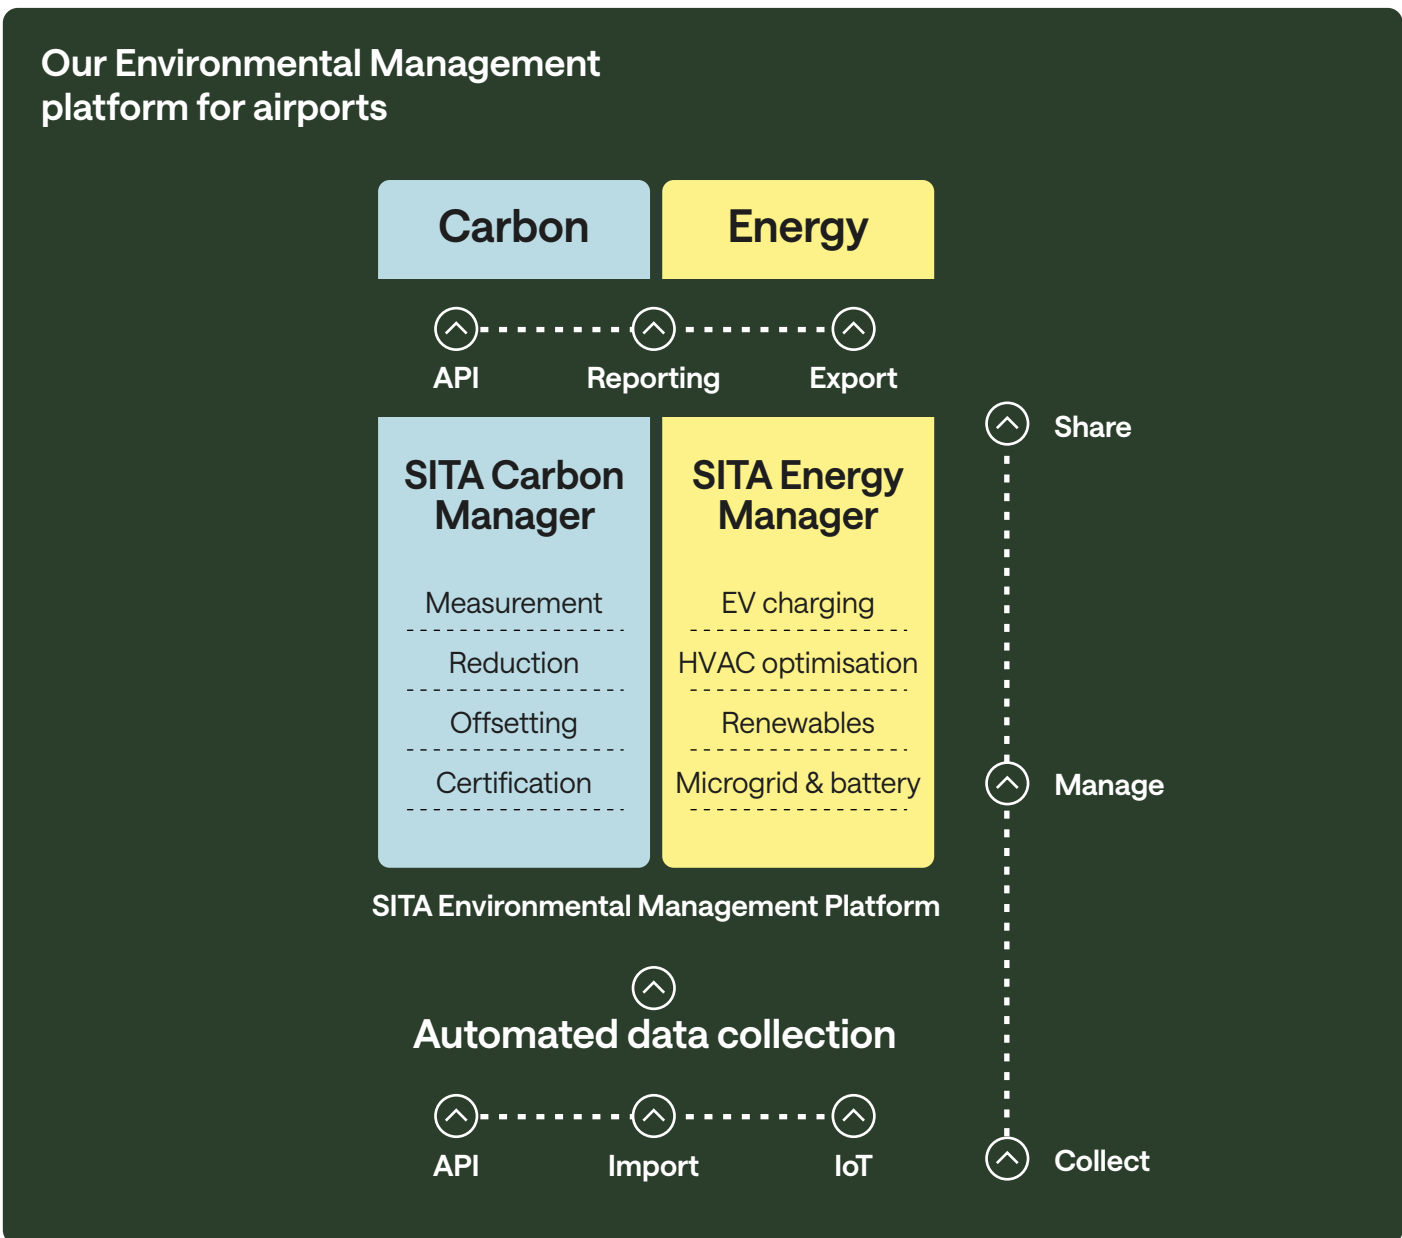 Our Environmental Management
platform for airports
Carbon
Energy
API
Reporting
Export
SITA Carbon
Manager
Measurement
Reduction
Offsetting
Certification
SITA Energy
Manager
EV charging
HVAC optimisation
Renewables
Microgrid & battery
SITA Environmental Management Platform
Automated data collection
API
Import
IoT
Share
Manage
Collect